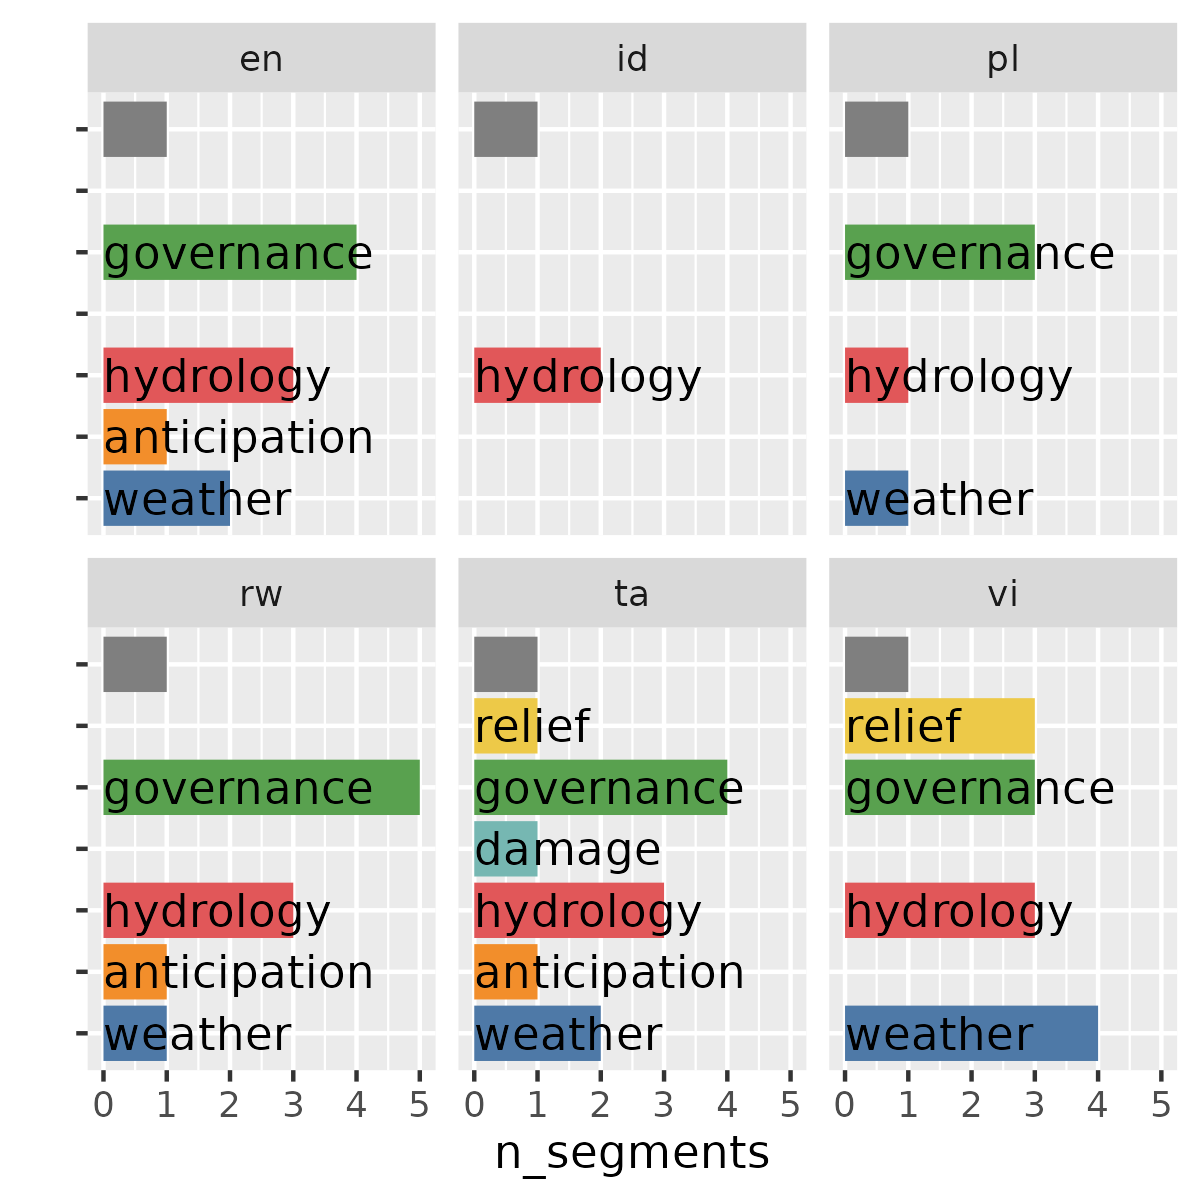 en
id
pl
governance
governance
hydrology
hydrology
hydrology
anticipation
weather
weather
rw
ta
vi
relief
relief
governance
governance
governance
damage
hydrology
hydrology
hydrology
anticipation
anticipation
weather
weather
weather
0 1 2 3 4 5
0 1 2 3 4 5
0 1 2 3 4 5
n_segments